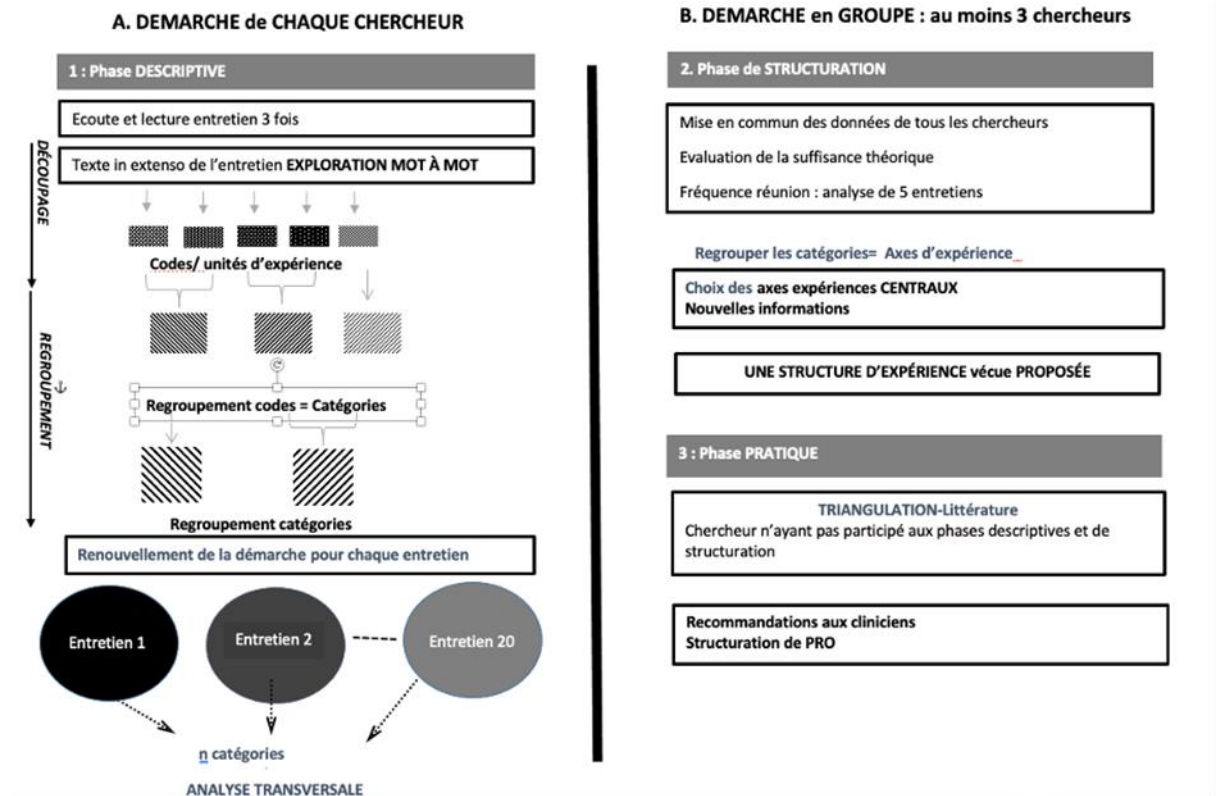 A. DEMARCHE de CHAQUE CHERCHEUR
1 : Phase DESCRIPTIVE
Ecoute et lecture entretien 3 fois
DÉCOUPAGE
Texte in extenso de l'entretien EXPLORATION MOT À MOT
Codes/ unités d'expérience
REGROUPEMENT
Regroupement codes = Catégories
Regroupement catégories
Renouvellement de la démarche pour chaque entretien
Entretien 1
Entretien 2
Entretien 20
n catégories
ANALYSE TRANSVERSALE
B. DEMARCHE en GROUPE : au moins 3 chercheurs
2. Phase de STRUCTURATION
Mise en commun des données de tous les chercheurs
Evaluation de la suffisance théorique
Fréquence réunion : analyse de 5 entretiens
Regrouper les catégories= Axes d'expérience
Choix des axes expériences CENTRAUX
Nouvelles informations
UNE STRUCTURE D'EXPÉRIENCE vécue PROPOSÉE
3 : Phase PRATIQUE
TRIANGULATION-Littérature
Chercheur n'ayant pas participé aux phases descriptives et de
structuration
Recommandations aux cliniciens
Structuration de PRO